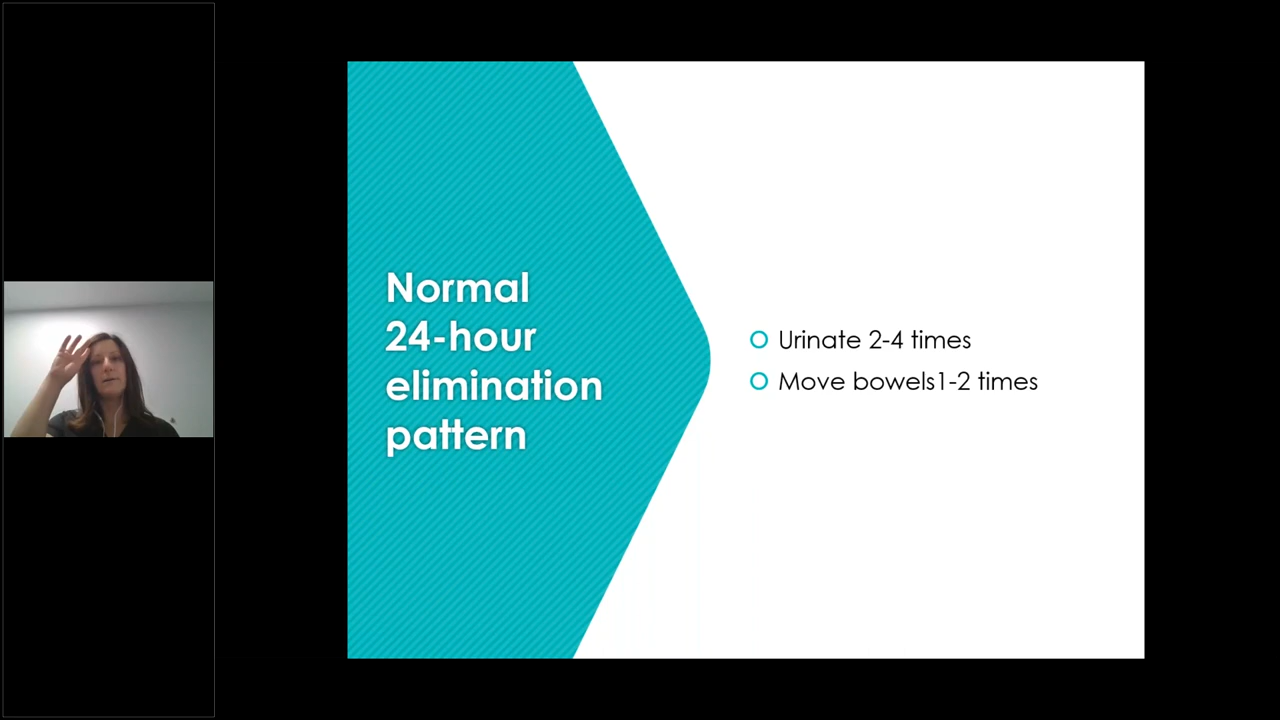 Normal
24-hour
elimination
pattern
Urinate 2-4 times
Move bowels1-2 times